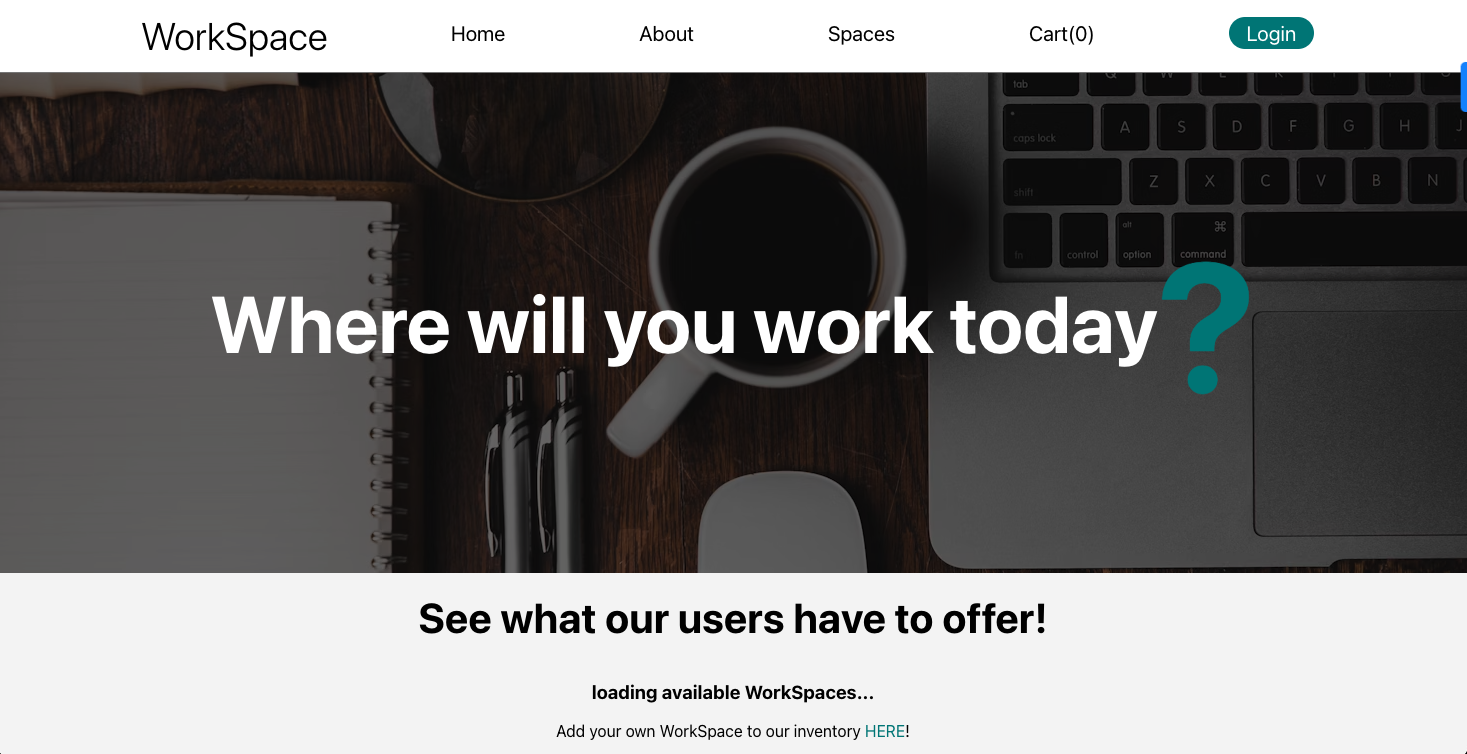 WorkSpace
Home
About
Spaces
Cart(0)
Login
tab Q W E R T Y U G
caps lock A S D F G H J
shift Z X C V B N
fn control alt option ⌘ command
Where will you work today?
See what our users have to offer!
loading available WorkSpaces...
Add your own WorkSpace to our inventory HERE!